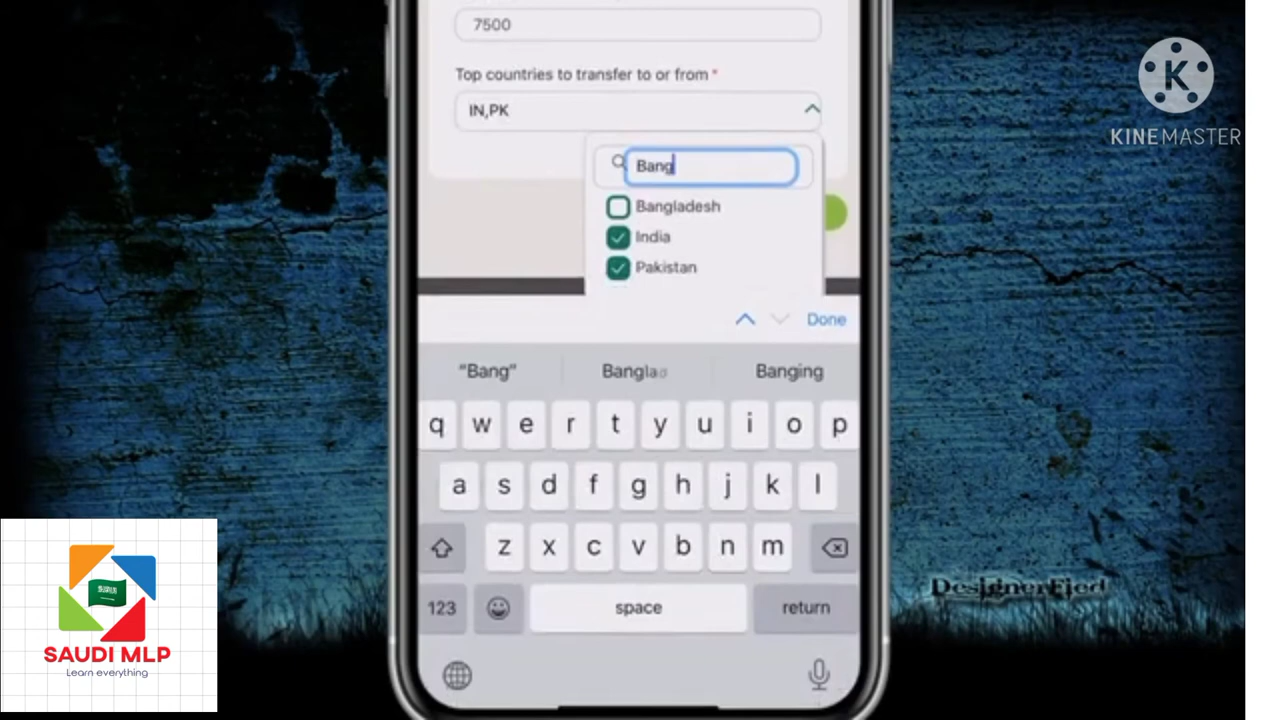 7500
Top countries to transfer to or from *
IN,PK
Bang
Bangladesh
India
Pakistan
Done
"Bang"
Banging
q w e r t y u i o p
a s d f g h j k l
z x c v b n m
123
space
return
K
KINEMASTER
SAUDI MLP
Learn everything
DesignerFied